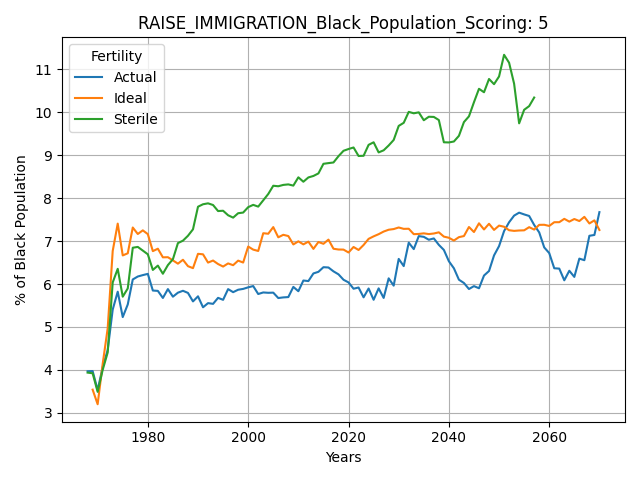 RAISE_IMMIGRATION_Black_Population_Scoring: 5
Fertility
Actual
Ideal
Sterile
% of Black Population
11
10
9
8
7
6
5
4
3
1980 2000 2020 2040 2060
Years